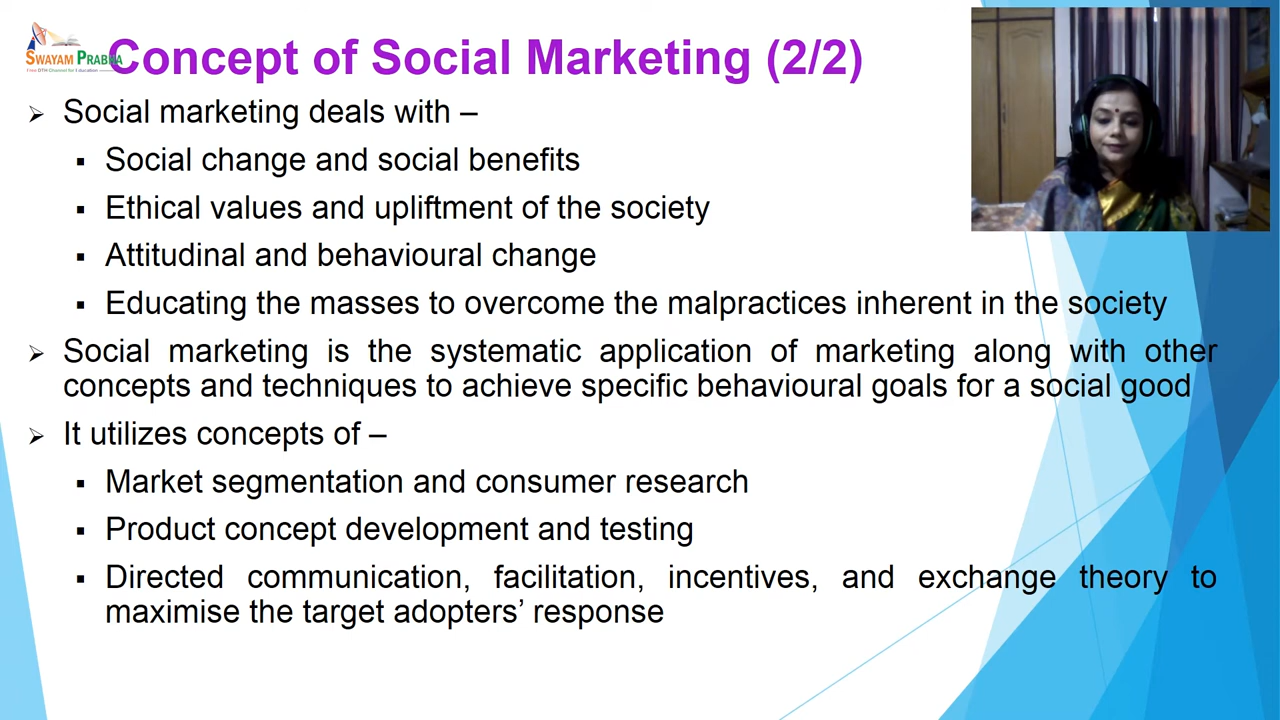 SWAYAM PRABHA
Concept of Social Marketing (2/2)
➢ Social marketing deals with –
▪ Social change and social benefits
▪ Ethical values and upliftment of the society
▪ Attitudinal and behavioural change
▪ Educating the masses to overcome the malpractices inherent in the society
➢ Social marketing is the systematic application of marketing along with other
concepts and techniques to achieve specific behavioural goals for a social good
➢ It utilizes concepts of –
▪ Market segmentation and consumer research
▪ Product concept development and testing
▪ Directed communication, facilitation, incentives, and exchange theory to
maximise the target adopters’ response